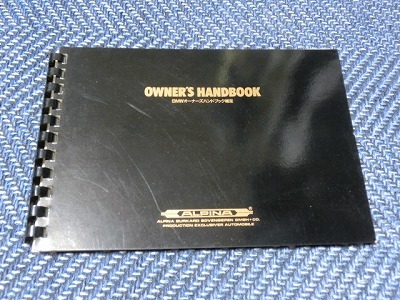 OWNER'S HANDBOOK
BMWオーナーズハンドブック補足
ALPINA®
ALPINA BURKARD BOVENSIEPEN GMBH+CO.
PRODUCTION EXCLUSIVER AUTOMOBILE